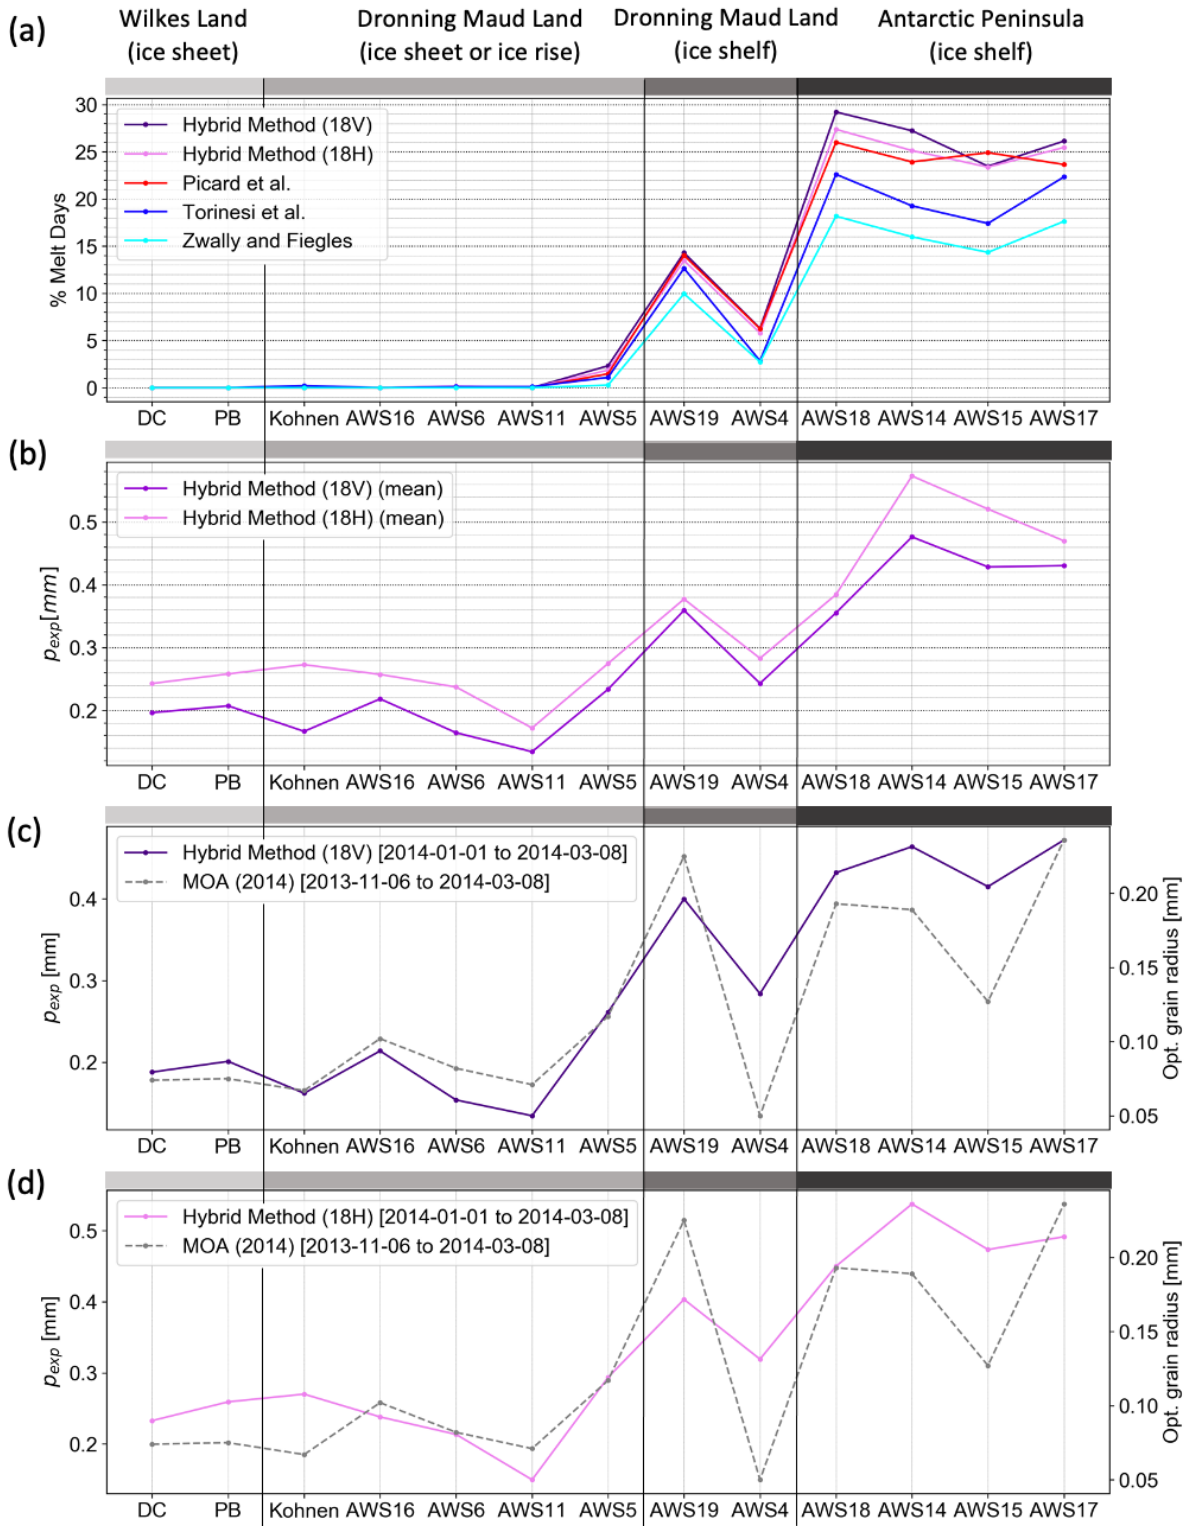 (a)
Wilkes Land
(ice sheet)
Dronning Maud Land
(ice sheet or ice rise)
Dronning Maud Land
(ice shelf)
Antarctic Peninsula
(ice shelf)
% Melt Days
30
25
20
15
10
5
0
Hybrid Method (18V)
Hybrid Method (18H)
Picard et al.
Torinesi et al.
Zwally and Fiegles
DC PB Kohnen AWS16 AWS6 AWS11 AWS5 AWS19 AWS4 AWS18 AWS14 AWS15 AWS17
(b)
p_exp[mm]
0.5
0.4
0.3
0.2
Hybrid Method (18V) (mean)
Hybrid Method (18H) (mean)
DC PB Kohnen AWS16 AWS6 AWS11 AWS5 AWS19 AWS4 AWS18 AWS14 AWS15 AWS17
(c)
p_exp [mm]
0.4
0.3
0.2
Hybrid Method (18V) [2014-01-01 to 2014-03-08]
MOA (2014) [2013-11-06 to 2014-03-08]
0.20
0.15
0.10
0.05
Opt. grain radius [mm]
DC PB Kohnen AWS16 AWS6 AWS11 AWS5 AWS19 AWS4 AWS18 AWS14 AWS15 AWS17
(d)
p_exp [mm]
0.5
0.4
0.3
0.2
Hybrid Method (18H) [2014-01-01 to 2014-03-08]
MOA (2014) [2013-11-06 to 2014-03-08]
0.20
0.15
0.10
0.05
Opt. grain radius [mm]
DC PB Kohnen AWS16 AWS6 AWS11 AWS5 AWS19 AWS4 AWS18 AWS14 AWS15 AWS17